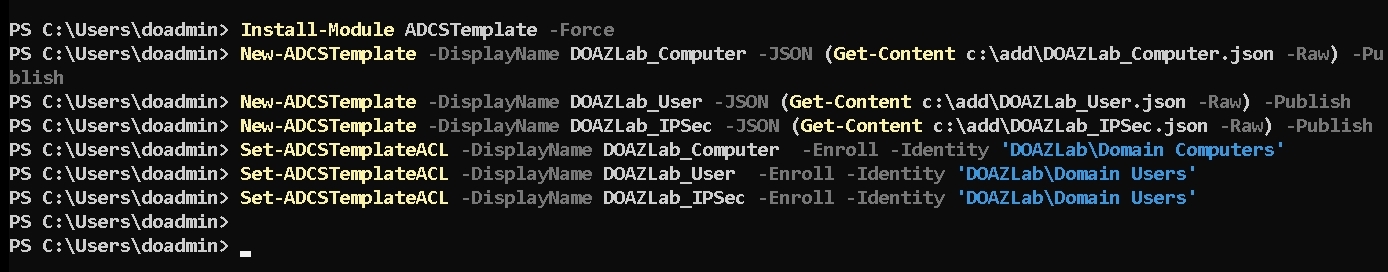 PS C:\Users\doadmin> Install-Module ADCSTemplate -Force
PS C:\Users\doadmin> New-ADCSTemplate -DisplayName DOAZLab_Computer -JSON (Get-Content c:\add\DOAZLab_Computer.json -Raw) -Pu
blish
PS C:\Users\doadmin> New-ADCSTemplate -DisplayName DOAZLab_User -JSON (Get-Content c:\add\DOAZLab_User.json -Raw) -Publish
PS C:\Users\doadmin> New-ADCSTemplate -DisplayName DOAZLab_IPSec -JSON (Get-Content c:\add\DOAZLab_IPSec.json -Raw) -Publish
PS C:\Users\doadmin> Set-ADCSTemplateACL -DisplayName DOAZLab_Computer  -Enroll -Identity 'DOAZLab\Domain Computers'
PS C:\Users\doadmin> Set-ADCSTemplateACL -DisplayName DOAZLab_User  -Enroll -Identity 'DOAZLab\Domain Users'
PS C:\Users\doadmin> Set-ADCSTemplateACL -DisplayName DOAZLab_IPSec -Enroll -Identity 'DOAZLab\Domain Users'
PS C:\Users\doadmin>
PS C:\Users\doadmin>